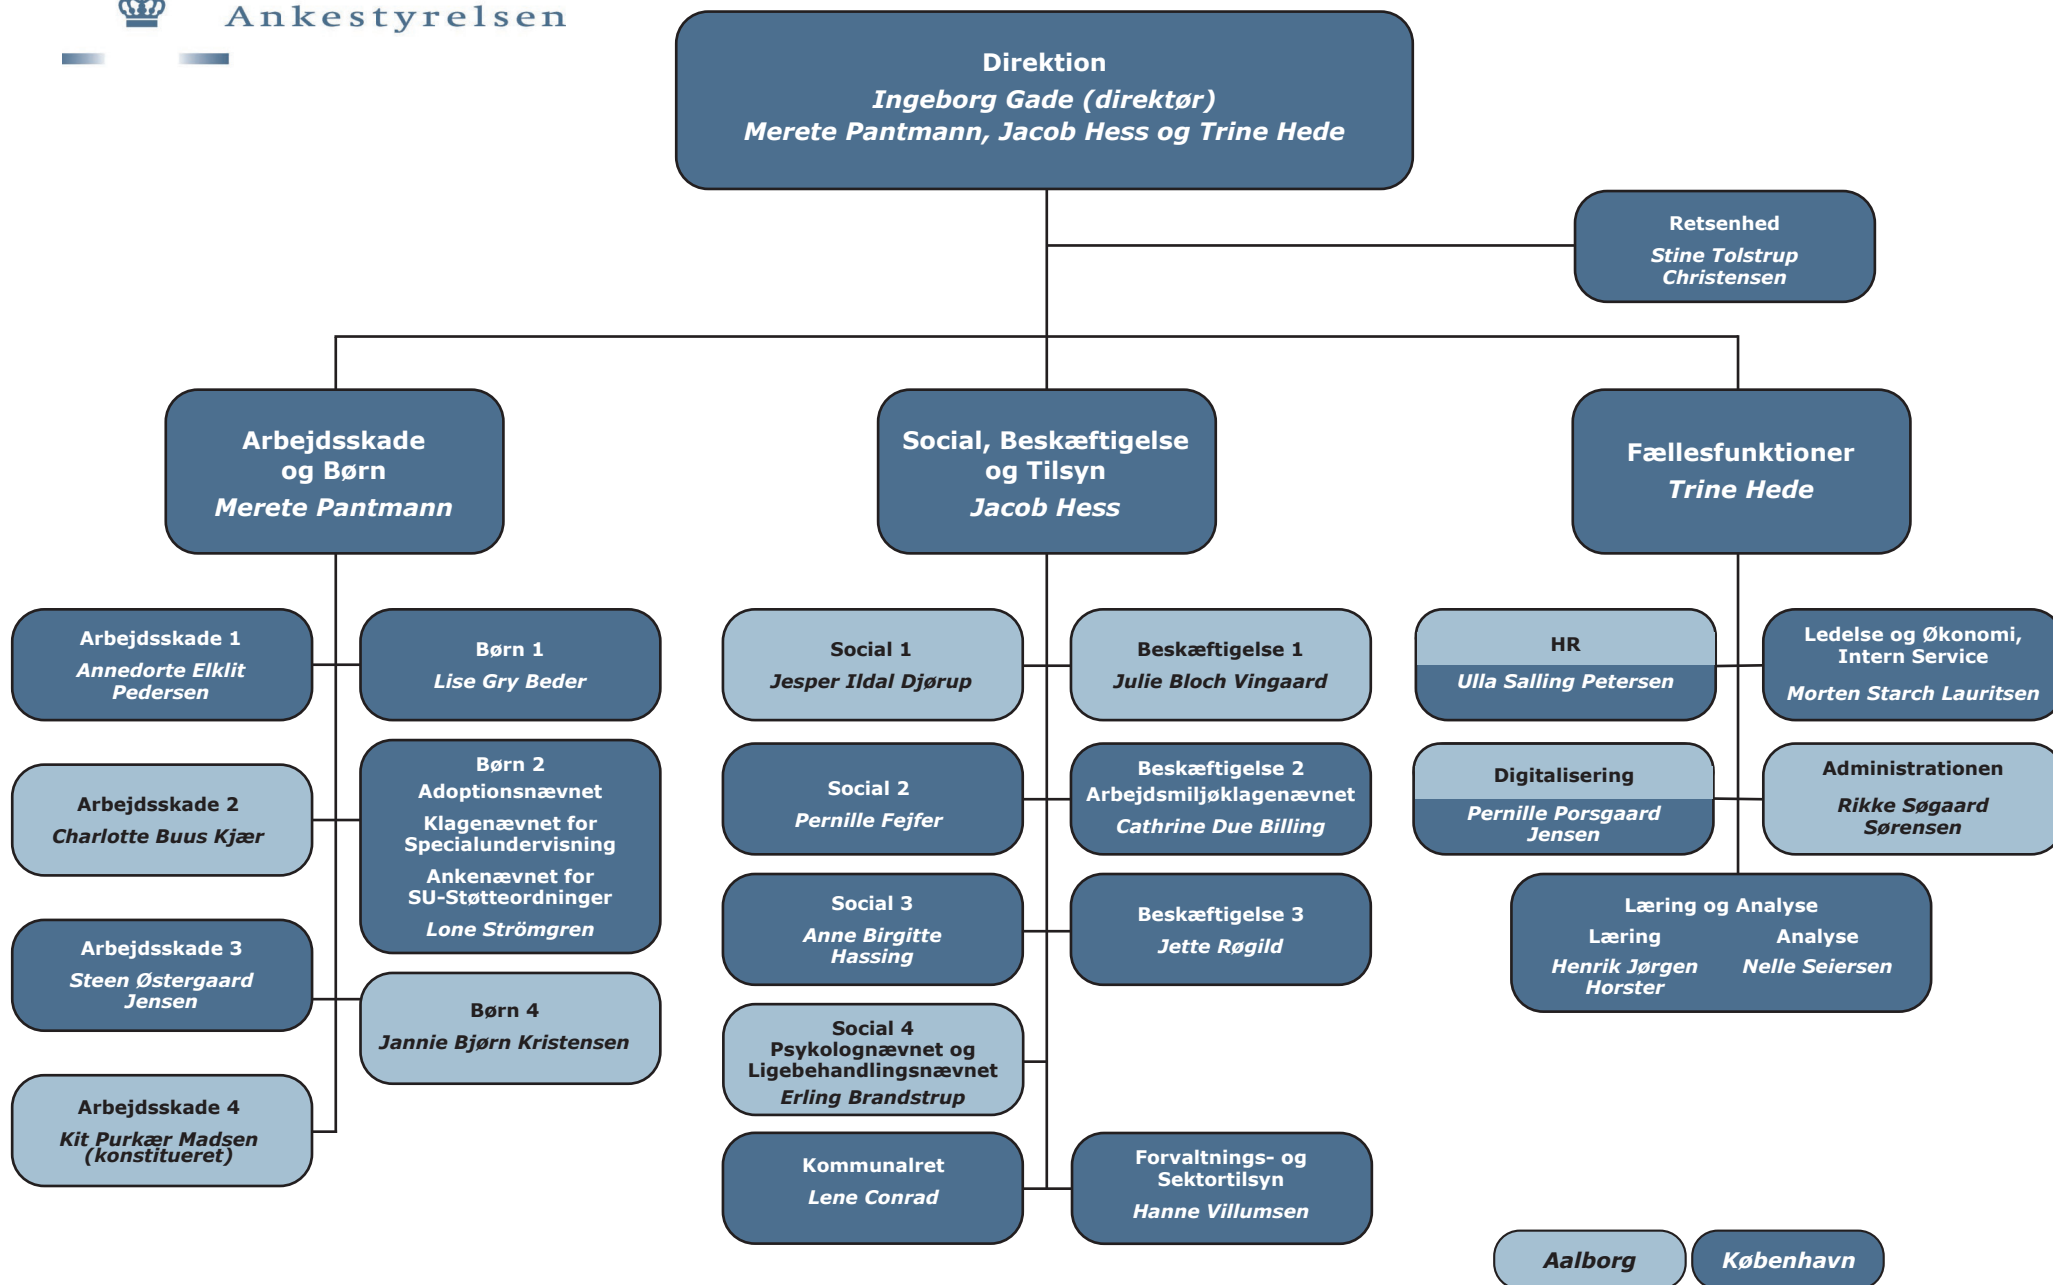 Ankestyrelsen
Direktion
Ingeborg Gade (direktør)
Merete Pantmann, Jacob Hess og Trine Hede
Retsenhed
Stine Tolstrup
Christensen
Arbejdsskade
og Børn
Merete Pantmann
Social, Beskæftigelse
og Tilsyn
Jacob Hess
Fællesfunktioner
Trine Hede
Arbejdsskade 1
Annedorte Elklit
Pedersen
Børn 1
Lise Gry Beder
Arbejdsskade 2
Charlotte Buus Kjær
Børn 2
Adoptionsnævnet
Klagenævnet for
Specialundervisning
Ankenævnet for
SU-Støtteordninger
Lone Strömgren
Arbejdsskade 3
Steen Østergaard
Jensen
Børn 4
Jannie Bjørn Kristensen
Arbejdsskade 4
Kit Purkær Madsen
(konstitueret)
Social 1
Jesper Ildal Djørup
Beskæftigelse 1
Julie Bloch Vingaard
Social 2
Pernille Fejfer
Beskæftigelse 2
Arbejdsmiljøklagenævnet
Cathrine Due Billing
Social 3
Anne Birgitte
Hassing
Beskæftigelse 3
Jette Røgild
Social 4
Psykolognævnet og
Ligebehandlingsnævnet
Erling Brandstrup
Kommunalret
Lene Conrad
Forvaltnings- og
Sektortilsyn
Hanne Villumsen
HR
Ulla Salling Petersen
Ledelse og Økonomi,
Intern Service
Morten Starch Lauritsen
Digitalisering
Pernille Porsgaard
Jensen
Administrationen
Rikke Søgaard
Sørensen
Læring og Analyse
Læring
Henrik Jørgen
Horster
Analyse
Nelle Seiersen
Aalborg
København